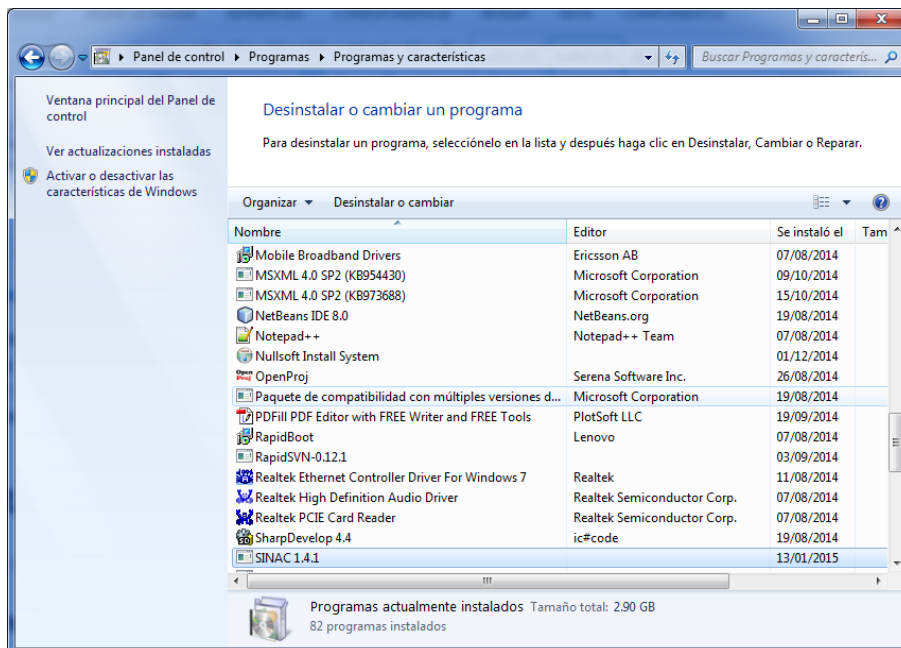 Panel de control ▸ Programas ▸ Programas y características
Buscar Programas y caracterís...
Ventana principal del Panel de
control
Ver actualizaciones instaladas
Activar o desactivar las
características de Windows
Desinstalar o cambiar un programa
Para desinstalar un programa, selecciónelo en la lista y después haga clic en Desinstalar, Cambiar o Reparar.
Organizar Desinstalar o cambiar
Nombre Editor Se instaló el Tam
Mobile Broadband Drivers Ericsson AB 07/08/2014
MSXML 4.0 SP2 (KB954430) Microsoft Corporation 09/10/2014
MSXML 4.0 SP2 (KB973688) Microsoft Corporation 15/10/2014
NetBeans IDE 8.0 NetBeans.org 19/08/2014
Notepad++ Notepad++ Team 07/08/2014
Nullsoft Install System 01/12/2014
OpenProj Serena Software Inc. 26/08/2014
Paquete de compatibilidad con múltiples versiones d... Microsoft Corporation 19/08/2014
PDFill PDF Editor with FREE Writer and FREE Tools PlotSoft LLC 19/09/2014
RapidBoot Lenovo 07/08/2014
RapidSVN-0.12.1 03/09/2014
Realtek Ethernet Controller Driver For Windows 7 Realtek 11/08/2014
Realtek High Definition Audio Driver Realtek Semiconductor Corp. 07/08/2014
Realtek PCIE Card Reader Realtek Semiconductor Corp. 07/08/2014
SharpDevelop 4.4 ic#code 19/08/2014
SINAC 1.4.1 13/01/2015
Programas actualmente instalados Tamaño total: 2.90 GB
82 programas instalados